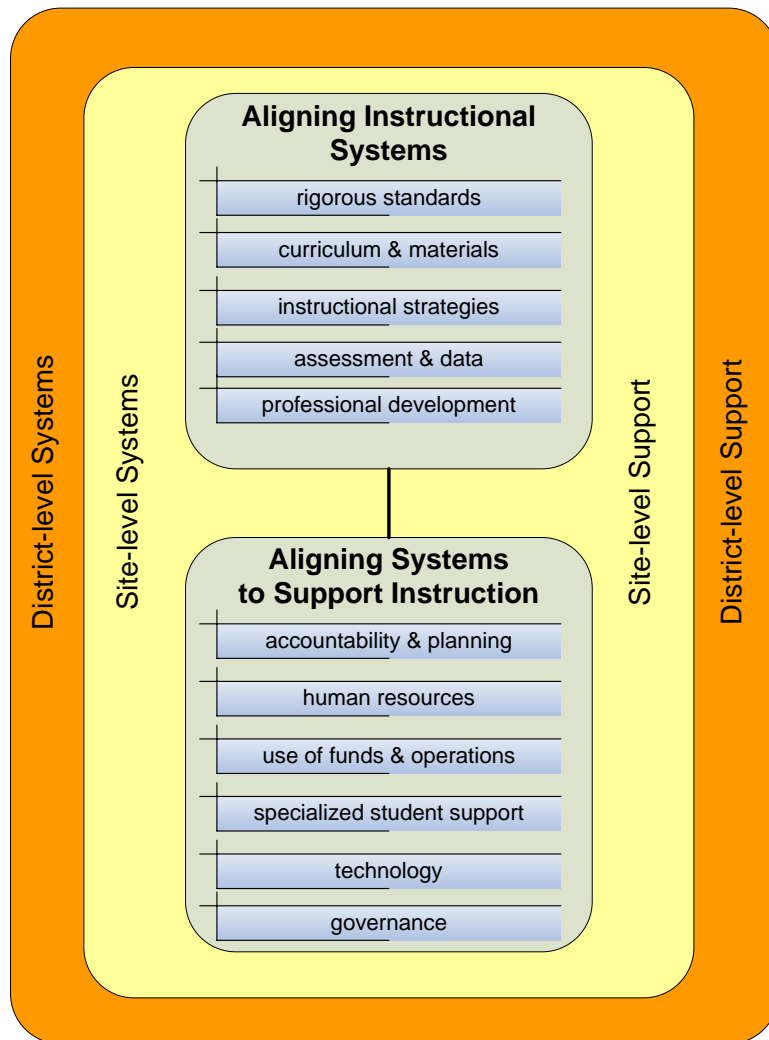 Aligning Instructional
Systems
rigorous standards
curriculum & materials
instructional strategies
assessment & data
professional development
District-level Systems
Site-level Systems
Site-level Support
District-level Support
Aligning Systems
to Support Instruction
accountability & planning
human resources
use of funds & operations
specialized student support
technology
governance